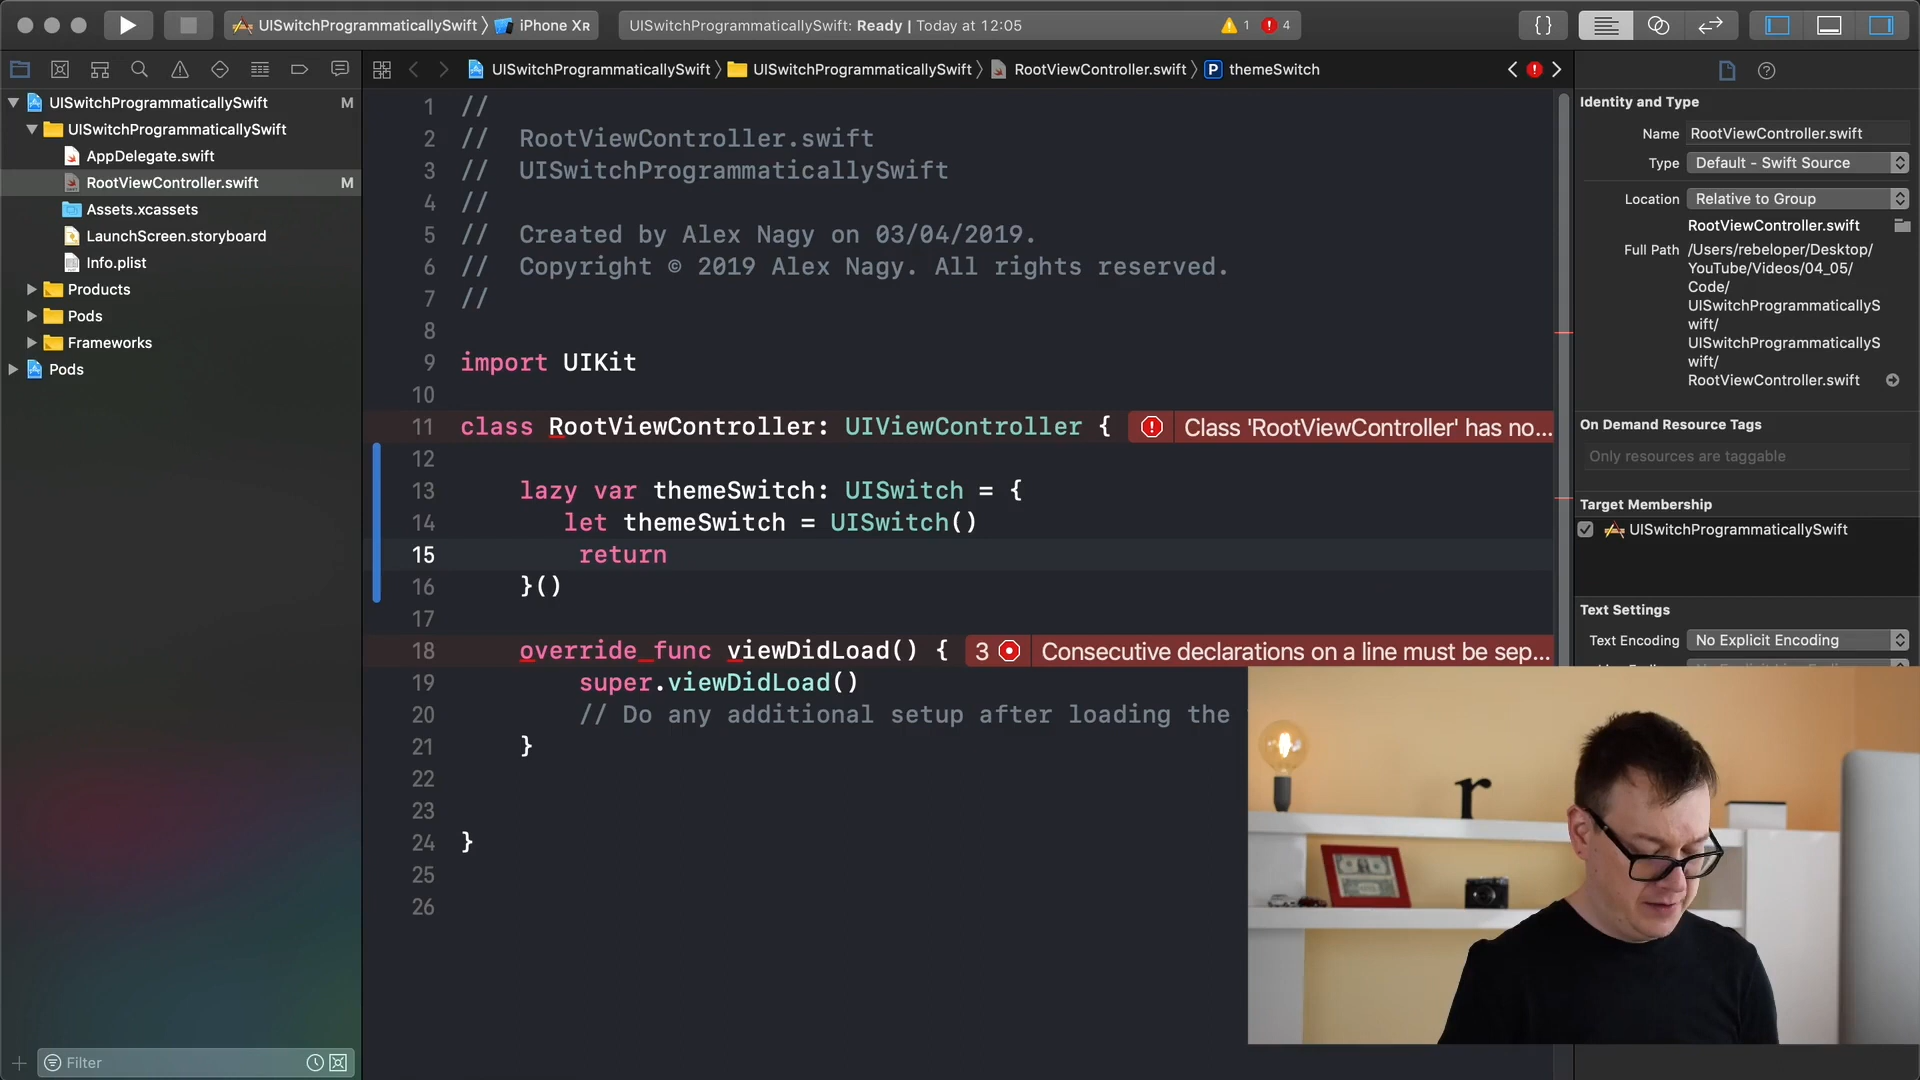 UISwitchProgrammaticallySwift 〉 iPhone XR
UISwitchProgrammaticallySwift: Ready | Today at 12:05
1
4
{}
UISwitchProgrammaticallySwift 〉 UISwitchProgrammaticallySwift 〉 RootViewController.swift 〉 P themeSwitch
UISwitchProgrammaticallySwift M
UISwitchProgrammaticallySwift
AppDelegate.swift
RootViewController.swift M
Assets.xcassets
LaunchScreen.storyboard
Info.plist
Products
Pods
Frameworks
Pods
Filter
1 //
2 // RootViewController.swift
3 // UISwitchProgrammaticallySwift
4 //
5 // Created by Alex Nagy on 03/04/2019.
6 // Copyright © 2019 Alex Nagy. All rights reserved.
7 //
8
9 import UIKit
10
11 class RootViewController: UIViewController { Class 'RootViewController' has no...
12
13 lazy var themeSwitch: UISwitch = {
14 let themeSwitch = UISwitch()
15 return
16 }()
17
18 override func viewDidLoad() { 3 Consecutive declarations on a line must be sep...
19 super.viewDidLoad()
20 // Do any additional setup after loading the
21 }
22
23
24 }
25
26
Identity and Type
Name RootViewController.swift
Type Default - Swift Source
Location Relative to Group
RootViewController.swift
Full Path /Users/rebeloper/Desktop/
YouTube/Videos/04_05/
Code/
UISwitchProgrammaticallyS
wift/
UISwitchProgrammaticallyS
wift/
RootViewController.swift
On Demand Resource Tags
Only resources are taggable
Target Membership
UISwitchProgrammaticallySwift
Text Settings
Text Encoding No Explicit Encoding
r